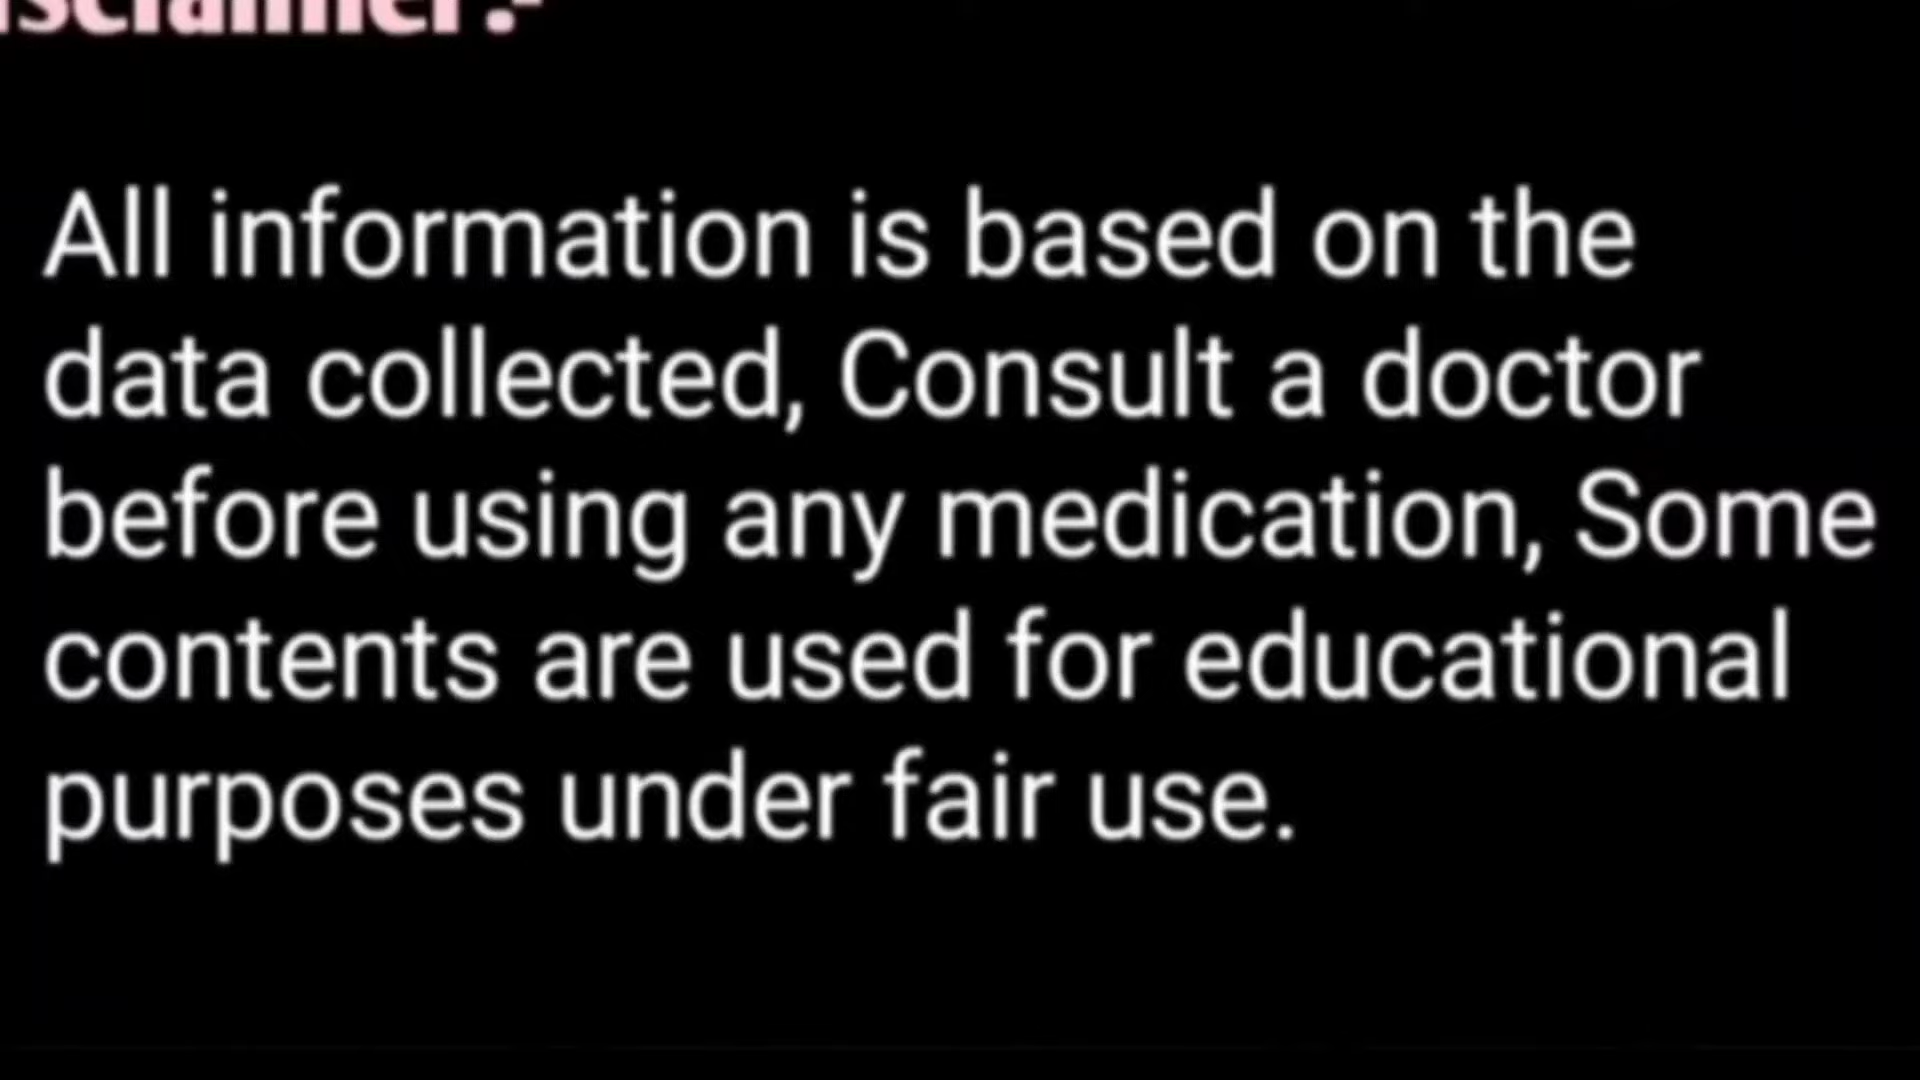 isclaimer:-
All information is based on the
data collected, Consult a doctor
before using any medication, Some
contents are used for educational
purposes under fair use.